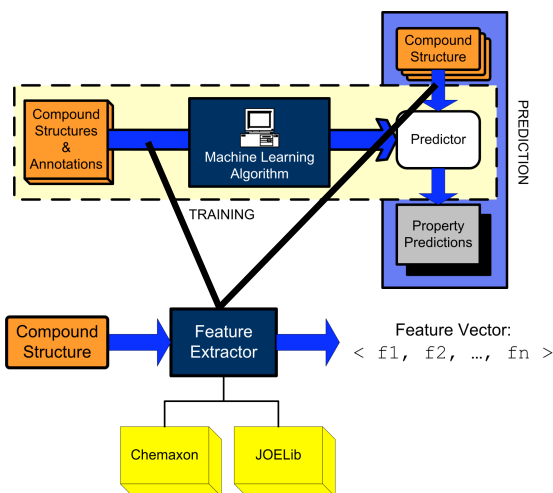 Compound
Structure
PREDICTION
Compound
Structures
&
Annotations
Machine Learning
Algorithm
Predictor
TRAINING
Property
Predictions
Compound
Structure
Feature
Extractor
Feature Vector:
< f1, f2, …, fn >
Chemaxon
JOELib